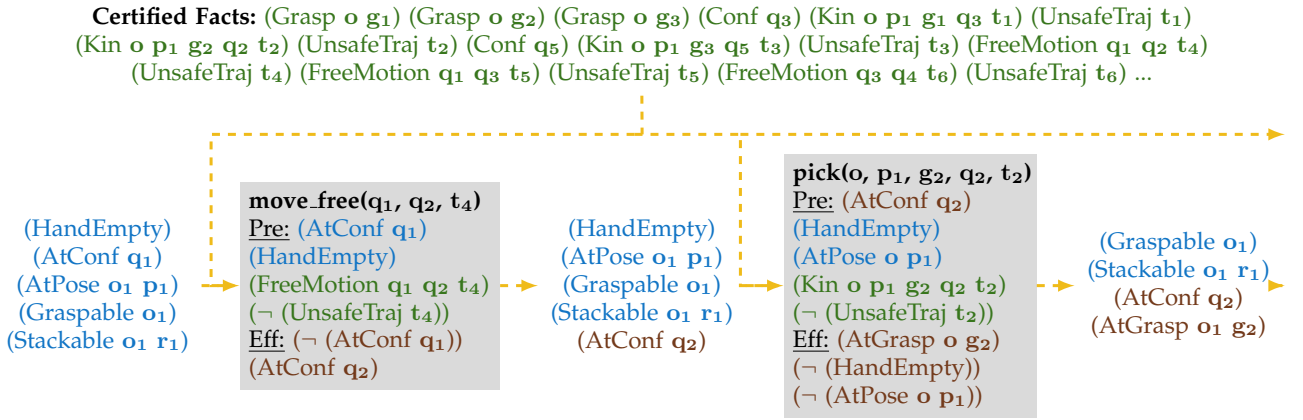 Certified Facts: (Grasp o g₁) (Grasp o g₂) (Grasp o g₃) (Conf q₃) (Kin o p₁ g₁ q₃ t₁) (UnsafeTraj t₁)
(Kin o p₁ g₂ q₂ t₂) (UnsafeTraj t₂) (Conf q₅) (Kin o p₁ g₃ q₅ t₃) (UnsafeTraj t₃) (FreeMotion q₁ q₂ t₄)
(UnsafeTraj t₄) (FreeMotion q₁ q₃ t₅) (UnsafeTraj t₅) (FreeMotion q₃ q₄ t₆) (UnsafeTraj t₆) ...
(HandEmpty)
(AtConf q₁)
(AtPose o₁ p₁)
(Graspable o₁)
(Stackable o₁ r₁)
move_free(q₁, q₂, t₄)
Pre: (AtConf q₁)
(HandEmpty)
(FreeMotion q₁ q₂ t₄)
(¬ (UnsafeTraj t₄))
Eff: (¬ (AtConf q₁))
(AtConf q₂)
(HandEmpty)
(AtPose o₁ p₁)
(Graspable o₁)
(Stackable o₁ r₁)
(AtConf q₂)
pick(o, p₁, g₂, q₂, t₂)
Pre: (AtConf q₂)
(HandEmpty)
(AtPose o p₁)
(Kin o p₁ g₂ q₂ t₂)
(¬ (UnsafeTraj t₂))
Eff: (AtGrasp o g₂)
(¬ (HandEmpty))
(¬ (AtPose o p₁))
(Graspable o₁)
(Stackable o₁ r₁)
(AtConf q₂)
(AtGrasp o₁ g₂)